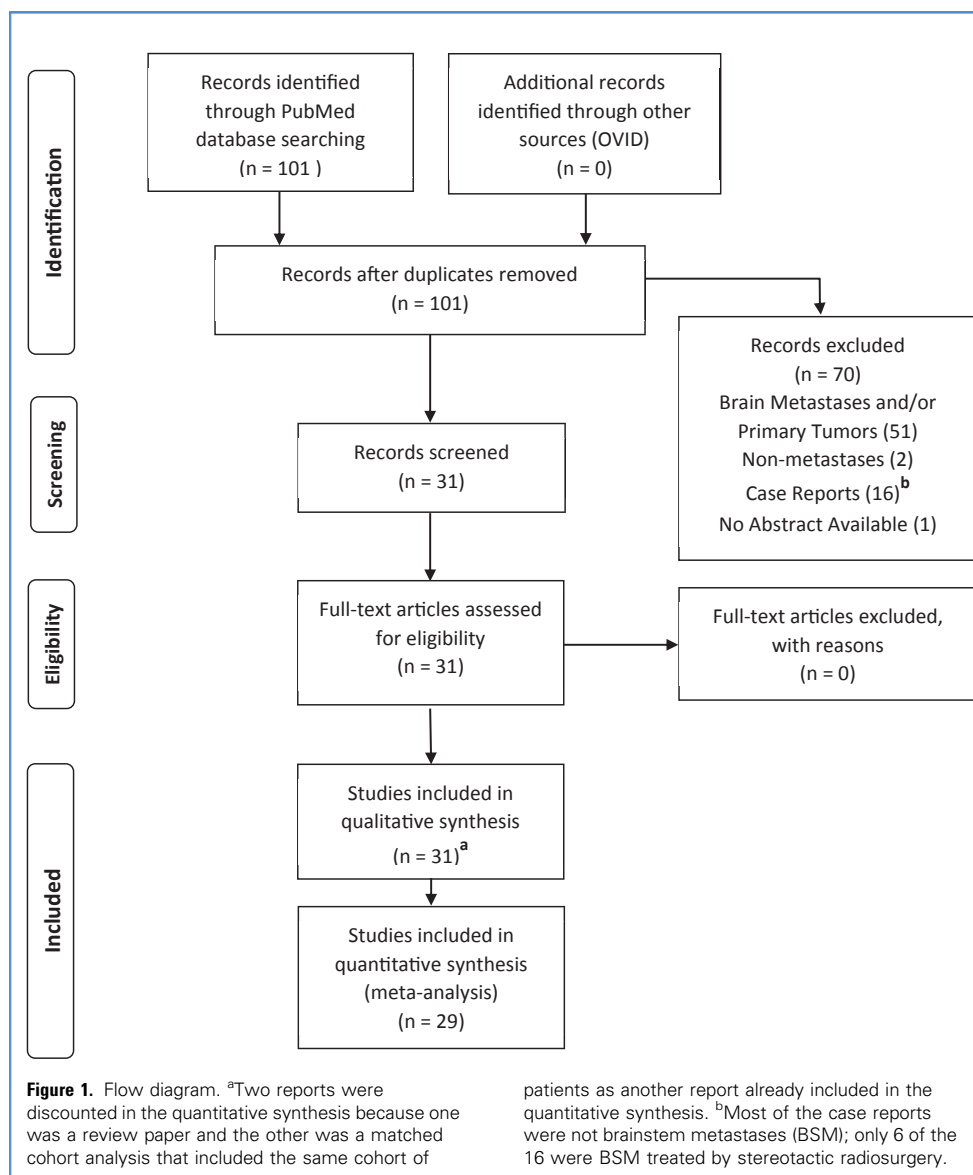 Identification
Records identified
through PubMed
database searching
(n = 101 )
Additional records
identified through other
sources (OVID)
(n = 0)
Records after duplicates removed
(n = 101)
Records excluded
(n = 70)
Brain Metastases and/or
Primary Tumors (51)
Non-metastases (2)
Case Reports (16)b
No Abstract Available (1)
Screening
Records screened
(n = 31)
Eligibility
Full-text articles assessed
for eligibility
(n = 31)
Full-text articles excluded,
with reasons
(n = 0)
Included
Studies included in
qualitative synthesis
(n = 31)a
Studies included in
quantitative synthesis
(meta-analysis)
(n = 29)
Figure 1. Flow diagram. aTwo reports were
discounted in the quantitative synthesis because one
was a review paper and the other was a matched
cohort analysis that included the same cohort of
patients as another report already included in the
quantitative synthesis. bMost of the case reports
were not brainstem metastases (BSM); only 6 of the
16 were BSM treated by stereotactic radiosurgery.